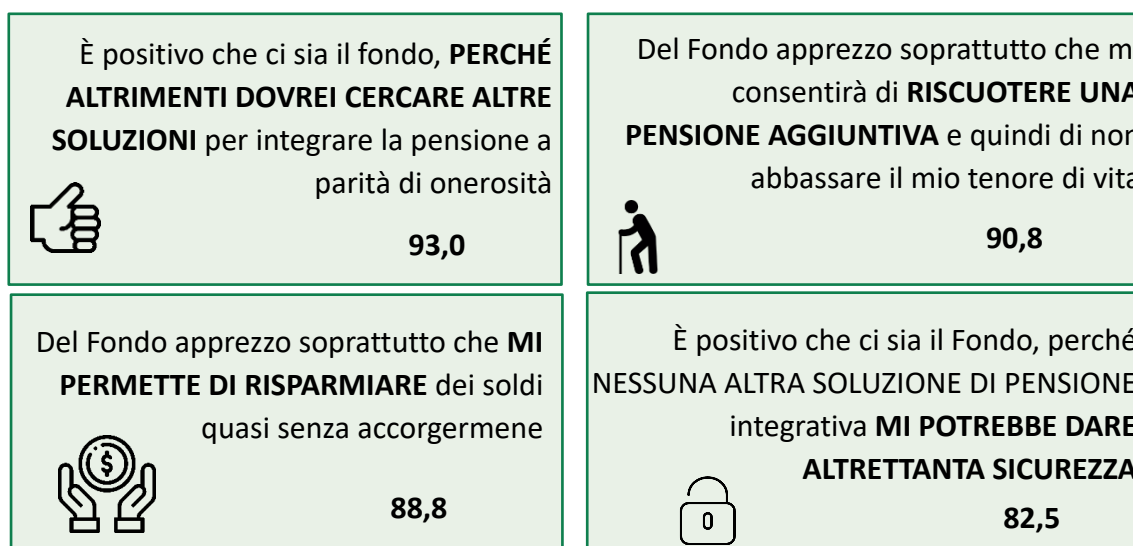 È positivo che ci sia il fondo, PERCHÉ
ALTRIMENTI DOVREI CERCARE ALTRE
SOLUZIONI per integrare la pensione a
parità di onerosità
93,0
Del Fondo apprezzo soprattutto che m
consentirà di RISCUOTERE UNA
PENSIONE AGGIUNTIVA e quindi di non
abbassare il mio tenore di vita
90,8
Del Fondo apprezzo soprattutto che MI
PERMETTE DI RISPARMIARE dei soldi
quasi senza accorgermene
$
88,8
È positivo che ci sia il Fondo, perché
NESSUNA ALTRA SOLUZIONE DI PENSIONE
integrativa MI POTREBBE DARE
ALTRETTANTA SICUREZZA
82,5